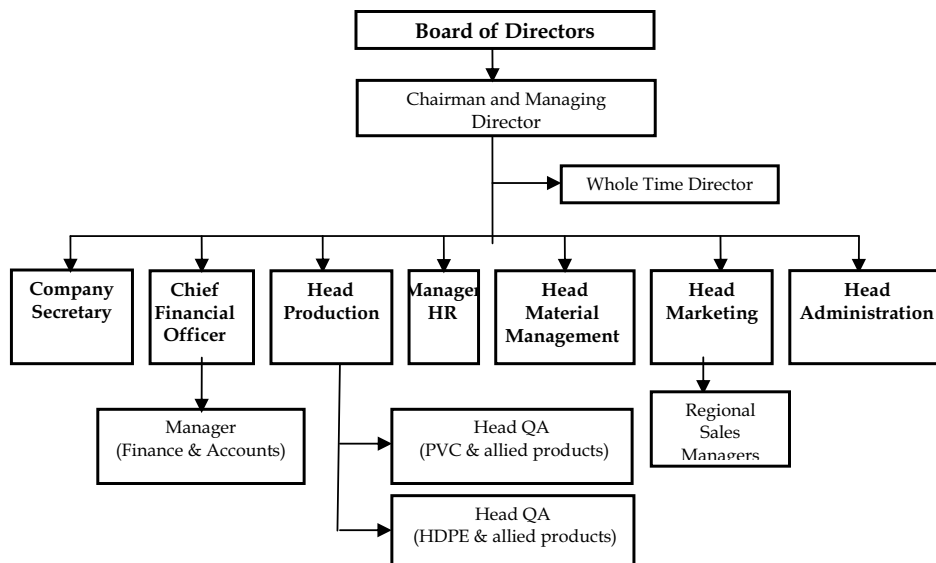 Board of Directors
Chairman and Managing
Director
Whole Time Director
Company
Secretary
Chief
Financial
Officer
Head
Production
Manager
HR
Head
Material
Management
Head
Marketing
Head
Administration
Manager
(Finance & Accounts)
Head QA
(PVC & allied products)
Regional
Sales
Managers
Head QA
(HDPE & allied products)